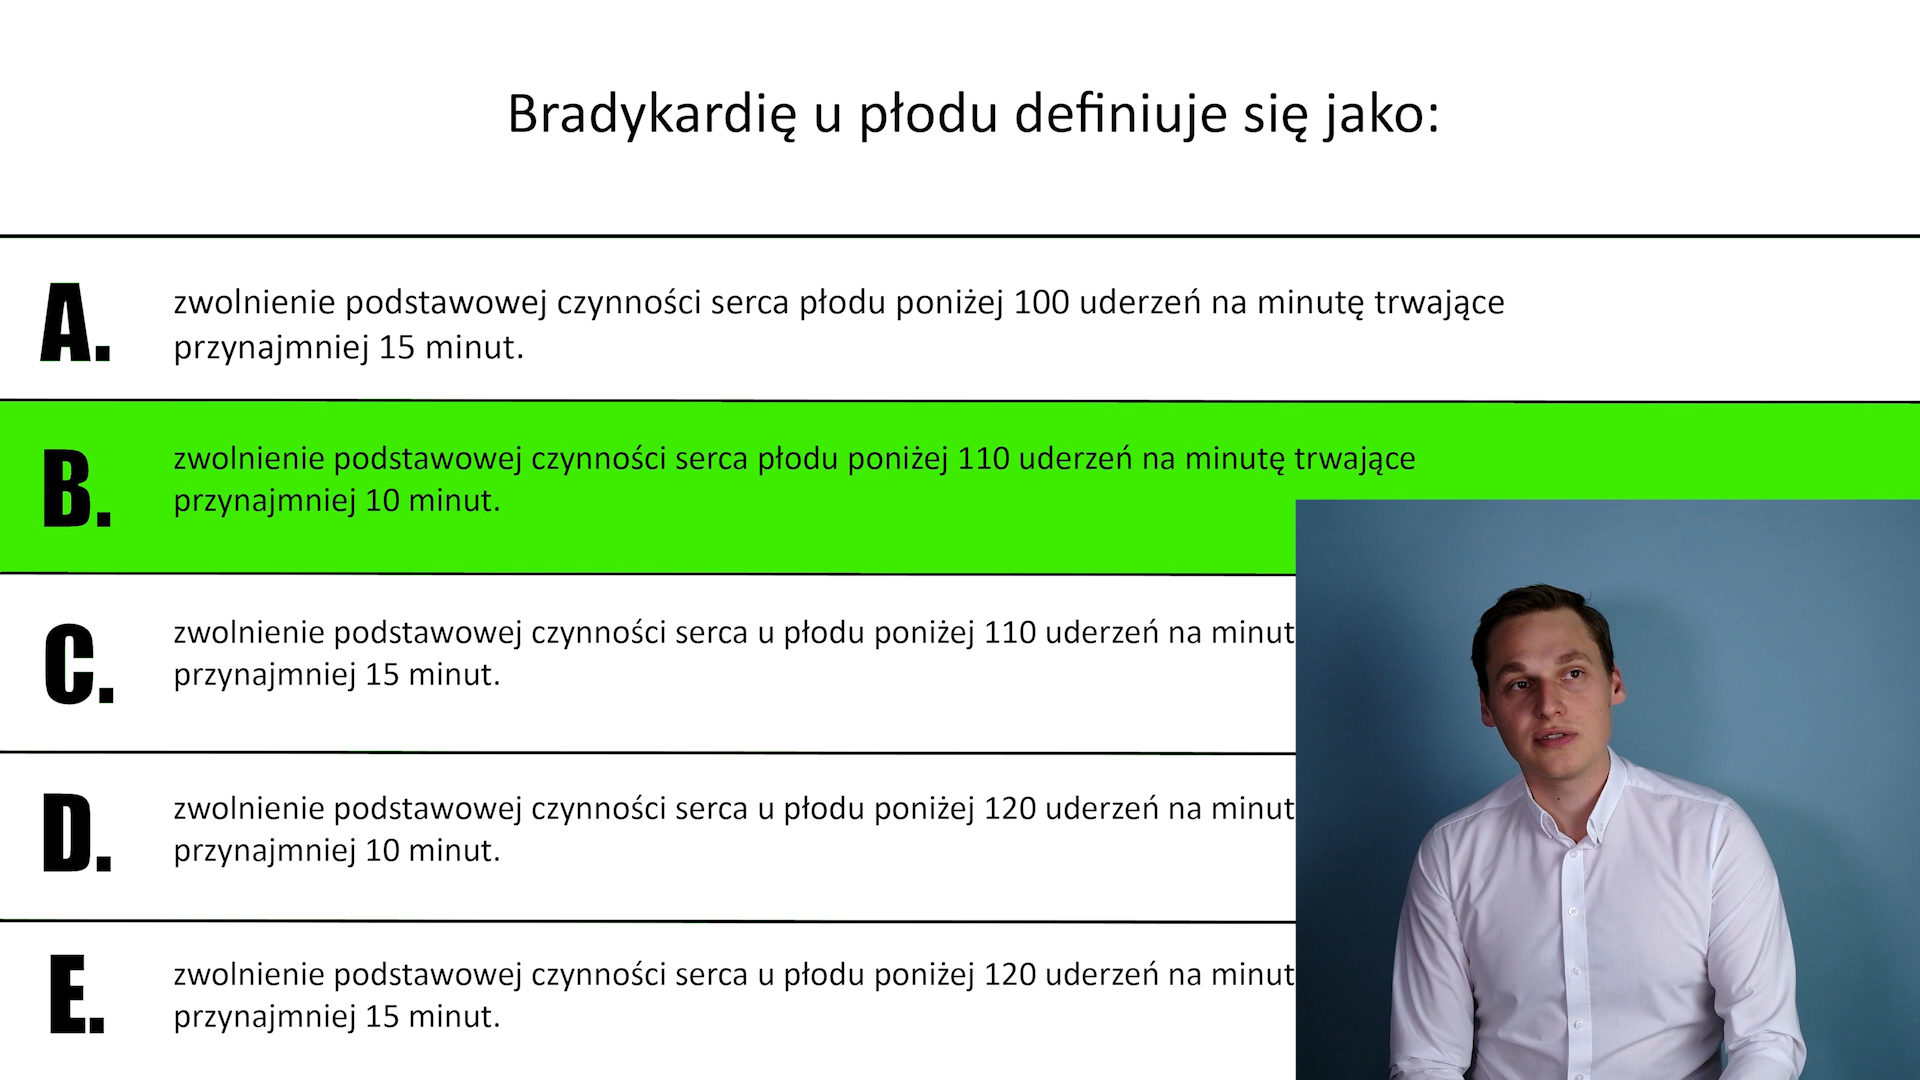 Bradykardię u płodu definiuje się jako:
A.
zwolnienie podstawowej czynności serca płodu poniżej 100 uderzeń na minutę trwające
przynajmniej 15 minut.
B.
zwolnienie podstawowej czynności serca płodu poniżej 110 uderzeń na minutę trwające
przynajmniej 10 minut.
C.
zwolnienie podstawowej czynności serca u płodu poniżej 110 uderzeń na minut
przynajmniej 15 minut.
D.
zwolnienie podstawowej czynności serca u płodu poniżej 120 uderzeń na minut
przynajmniej 10 minut.
E.
zwolnienie podstawowej czynności serca u płodu poniżej 120 uderzeń na minut
przynajmniej 15 minut.